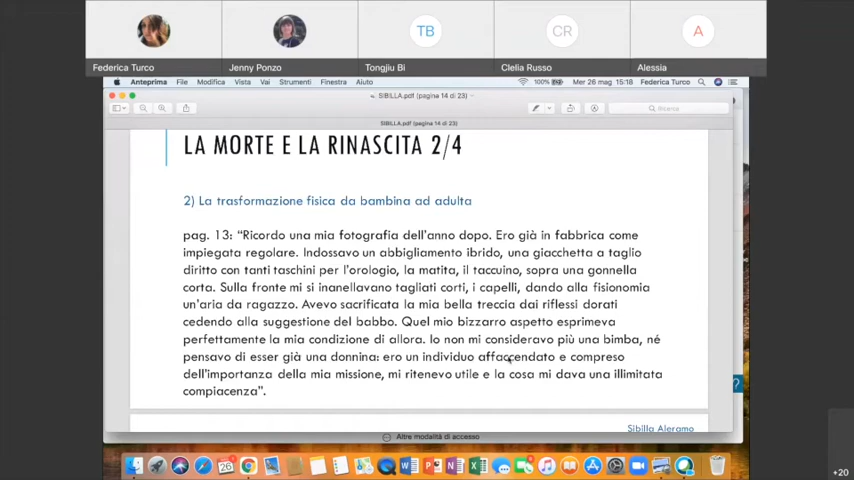 TB
CR
A
Federica Turco
Jenny Ponzo
Tongjiu Bi
Clelia Russo
Alessia
Anteprima File Modifica Vista Vai Strumenti Finestra Aiuto
100% Mer 26 mag 15:18 Federica Turco
SIBILLA.pdf (pagina 14 di 23)
Ricerca
SIBILLA.pdf (pagina 14 di 23)
LA MORTE E LA RINASCITA 2/4
2) La trasformazione fisica da bambina ad adulta
pag. 13: “Ricordo una mia fotografia dell’anno dopo. Ero già in fabbrica come
impiegata regolare. Indossavo un abbigliamento ibrido, una giacchetta a taglio
diritto con tanti taschini per l’orologio, la matita, il taccuino, sopra una gonnella
corta. Sulla fronte mi si inanellavano tagliati corti, i capelli, dando alla fisionomia
un’aria da ragazzo. Avevo sacrificata la mia bella treccia dai riflessi dorati
cedendo alla suggestione del babbo. Quel mio bizzarro aspetto esprimeva
perfettamente la mia condizione di allora. Io non mi consideravo più una bimba, né
pensavo di esser già una donnina: ero un individuo affaccendato e compreso
dell’importanza della mia missione, mi ritenevo utile e la cosa mi dava una illimitata
compiacenza”.
Sibilla Aleramo
Altre modalità di accesso
?
26
+20